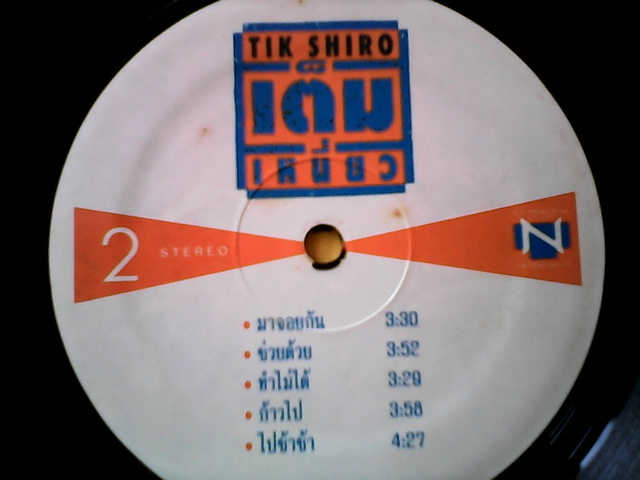 TIK SHIRO
เต็ม
เหนี่ยว
2 STEREO
N
มาจอยกัน 3:30
ช่วยด้วย 3:52
ทำไม่ได้ 3:29
ก้าวไป 3:58
ไปช้าช้า 4:27